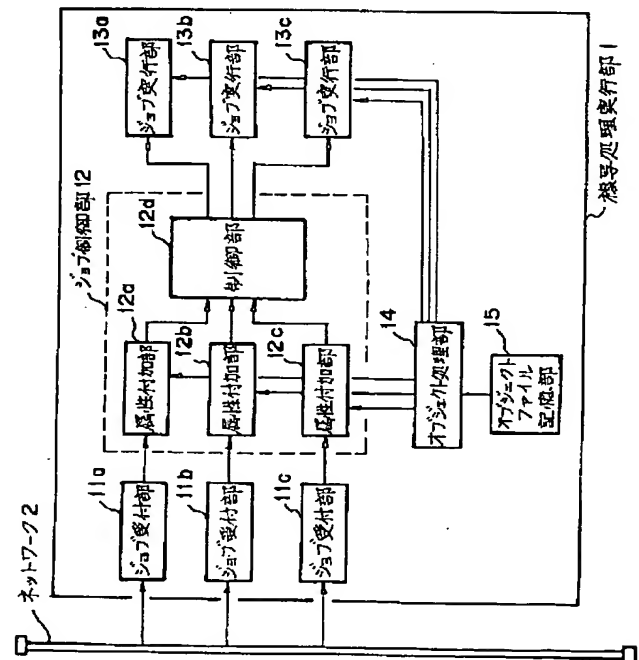 ネットワーク2
11a
ジョブ受付部
11b
ジョブ受付部
11c
ジョブ受付部
ジョブ制御部12
12a
属性付加部
12b
属性付加部
12c
属性付加部
12d
制御部
13a
ジョブ実行部
13b
ジョブ実行部
13c
ジョブ実行部
14
オブジェクト処理部
15
オブジェクト
ファイル
記憶部
処理実行部1